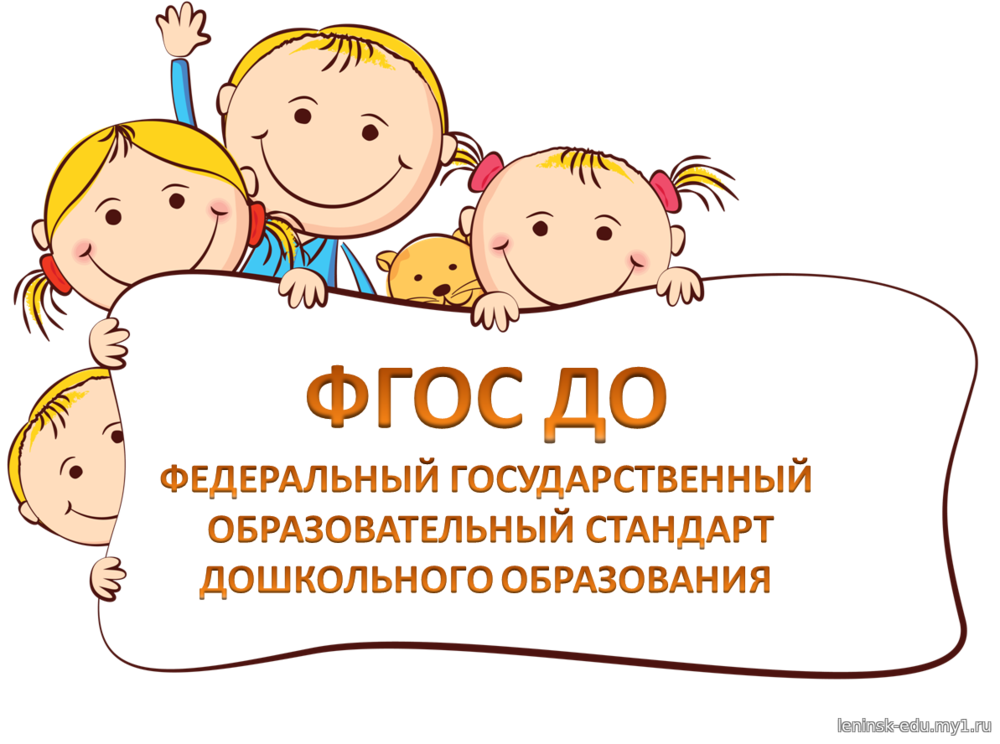 ФГОС ДО
ФЕДЕРАЛЬНЫЙ ГОСУДАРСТВЕННЫЙ
ОБРАЗОВАТЕЛЬНЫЙ СТАНДАРТ
ДОШКОЛЬНОГО ОБРАЗОВАНИЯ
leninsk-edu.my1.ru